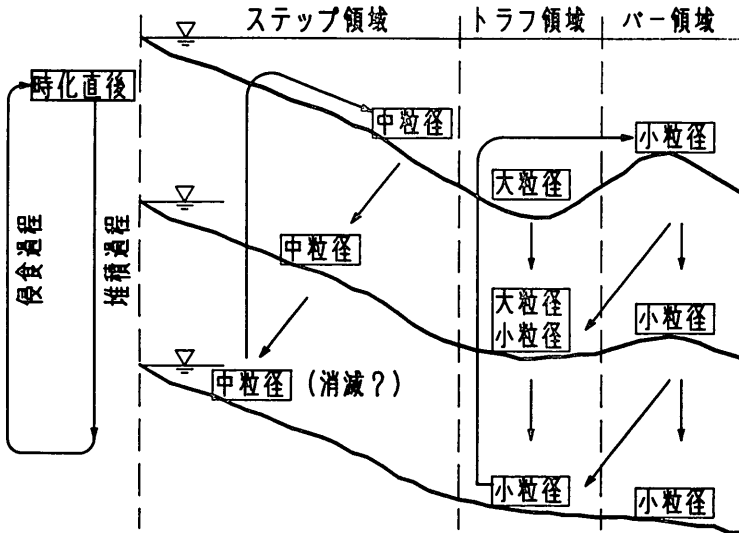 ステップ領域
トラフ領域
バー領域
時化直後
中粒径
小粒径
大粒径
侵食過程
堆積過程
中粒径
大粒径
小粒径
小粒径
中粒径(消滅?)
小粒径
小粒径